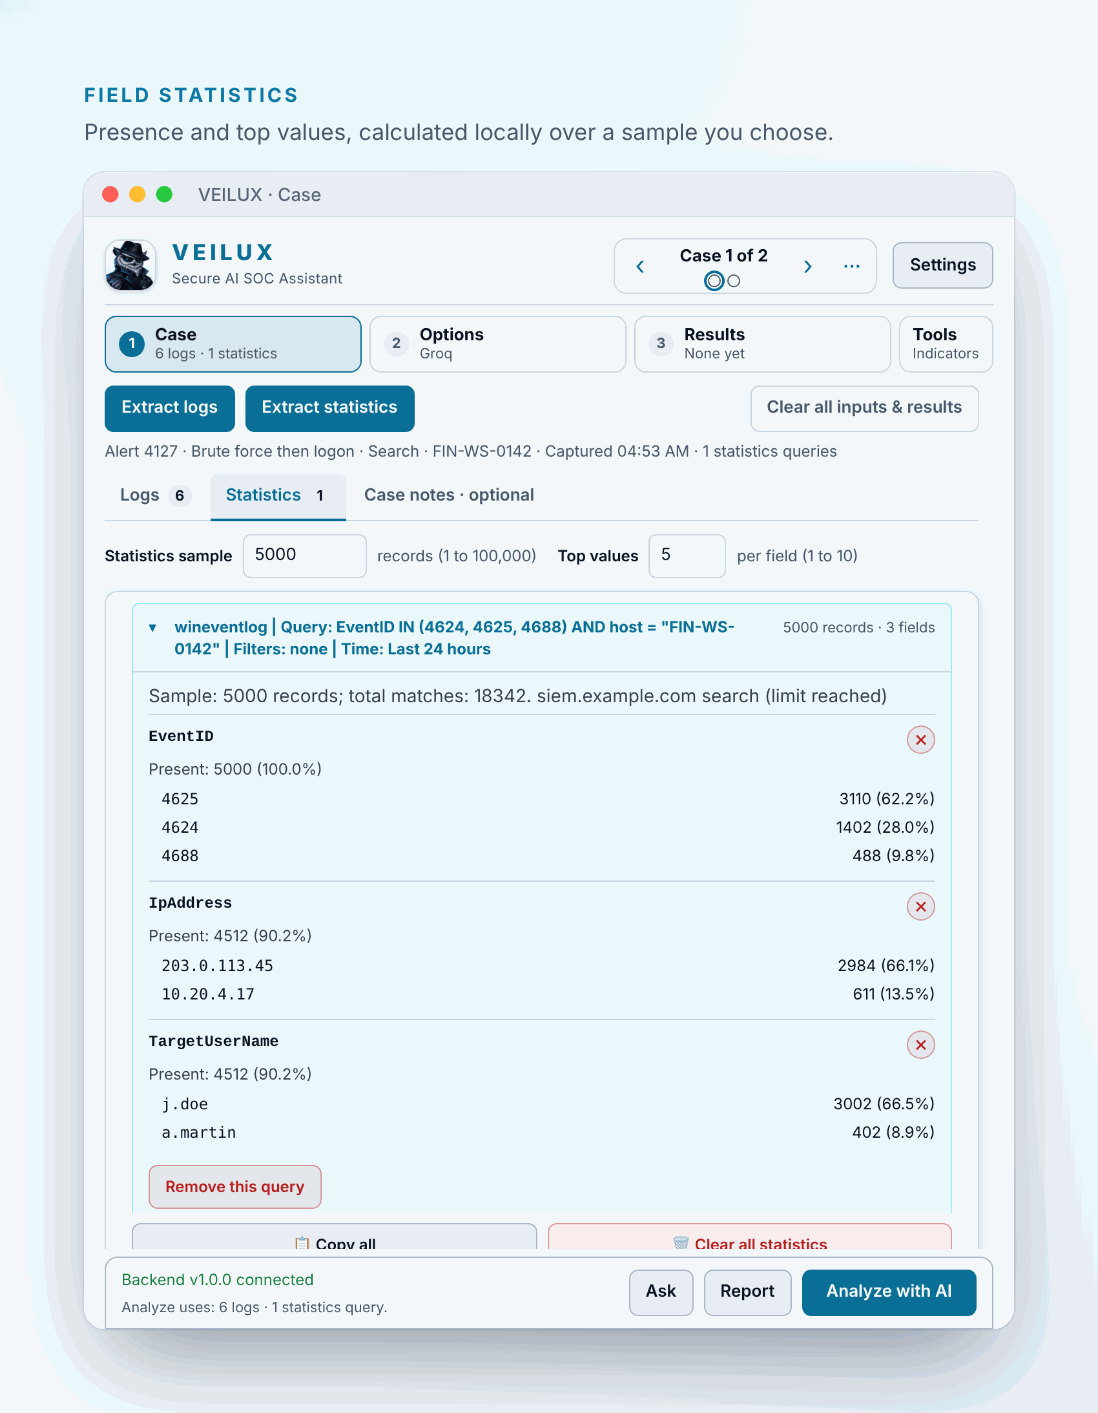 FIELD STATISTICS
Presence and top values, calculated locally over a sample you choose.
VEILUX · Case
VEILUX
Secure AI SOC Assistant
‹ Case 1 of 2 › ···
Settings
1 Case
6 logs · 1 statistics
2 Options
Groq
3 Results
None yet
Tools
Indicators
Extract logs
Extract statistics
Clear all inputs & results
Alert 4127 · Brute force then logon · Search · FIN-WS-0142 · Captured 04:53 AM · 1 statistics queries
Logs 6
Statistics 1
Case notes · optional
Statistics sample 5000 records (1 to 100,000) Top values 5 per field (1 to 10)
▾ wineventlog | Query: EventID IN (4624, 4625, 4688) AND host = "FIN-WS-
0142" | Filters: none | Time: Last 24 hours
5000 records · 3 fields
Sample: 5000 records; total matches: 18342. siem.example.com search (limit reached)
EventID
Present: 5000 (100.0%)
4625 3110 (62.2%)
4624 1402 (28.0%)
4688 488 (9.8%)
IpAddress
Present: 4512 (90.2%)
203.0.113.45 2984 (66.1%)
10.20.4.17 611 (13.5%)
TargetUserName
Present: 4512 (90.2%)
j.doe 3002 (66.5%)
a.martin 402 (8.9%)
Remove this query
📋 Copy all
🗑️ Clear all statistics
Backend v1.0.0 connected
Analyze uses: 6 logs · 1 statistics query.
Ask
Report
Analyze with AI